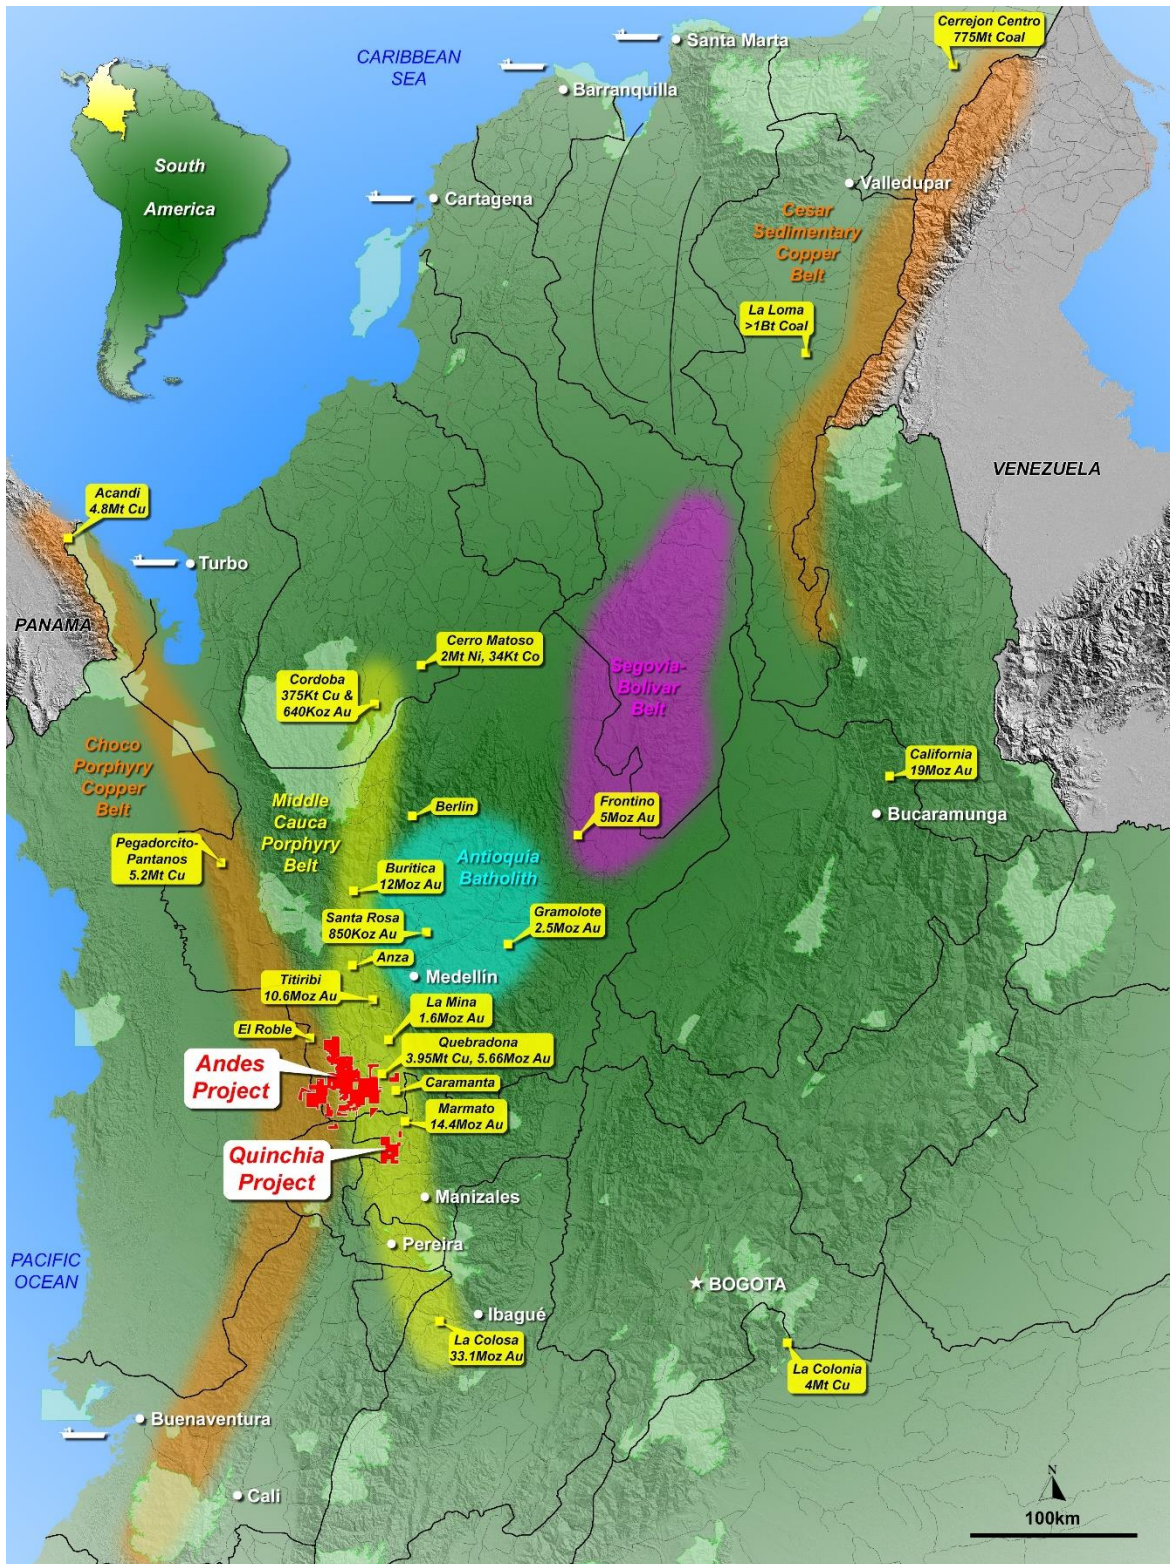 Cerrejon Centro
775Mt Coal
Santa Marta
CARIBBEAN
SEA
Barranquilla
South
America
Valledupar
Cartagena
Cesar
Sedimentary
Copper
Belt
La Loma
>1Bt Coal
VENEZUELA
Acandi
4.8Mt Cu
Turbo
PANAMA
Cerro Matoso
2Mt Ni, 34Kt Co
Cordoba
375Kt Cu &
640Koz Au
Segovia-
Bolivar
Belt
Choco
Porphyry
Copper
Belt
California
19Moz Au
Middle
Cauca
Porphyry
Belt
Berlin
Frontino
5Moz Au
Bucaramunga
Pegadorcito-
Pantanos
5.2Mt Cu
Antioquia
Batholith
Buritica
12Moz Au
Santa Rosa
850Koz Au
Gramolote
2.5Moz Au
Anza
Medellín
Titiribi
10.6Moz Au
La Mina
1.6Moz Au
El Roble
Quebradona
3.95Mt Cu, 5.66Moz Au
Andes
Project
Caramanta
Marmato
14.4Moz Au
Quinchia
Project
Manizales
Pereira
PACIFIC
OCEAN
BOGOTA
Ibagué
La Colosa
33.1Moz Au
La Colonia
4Mt Cu
Buenaventura
Cali
N
100km